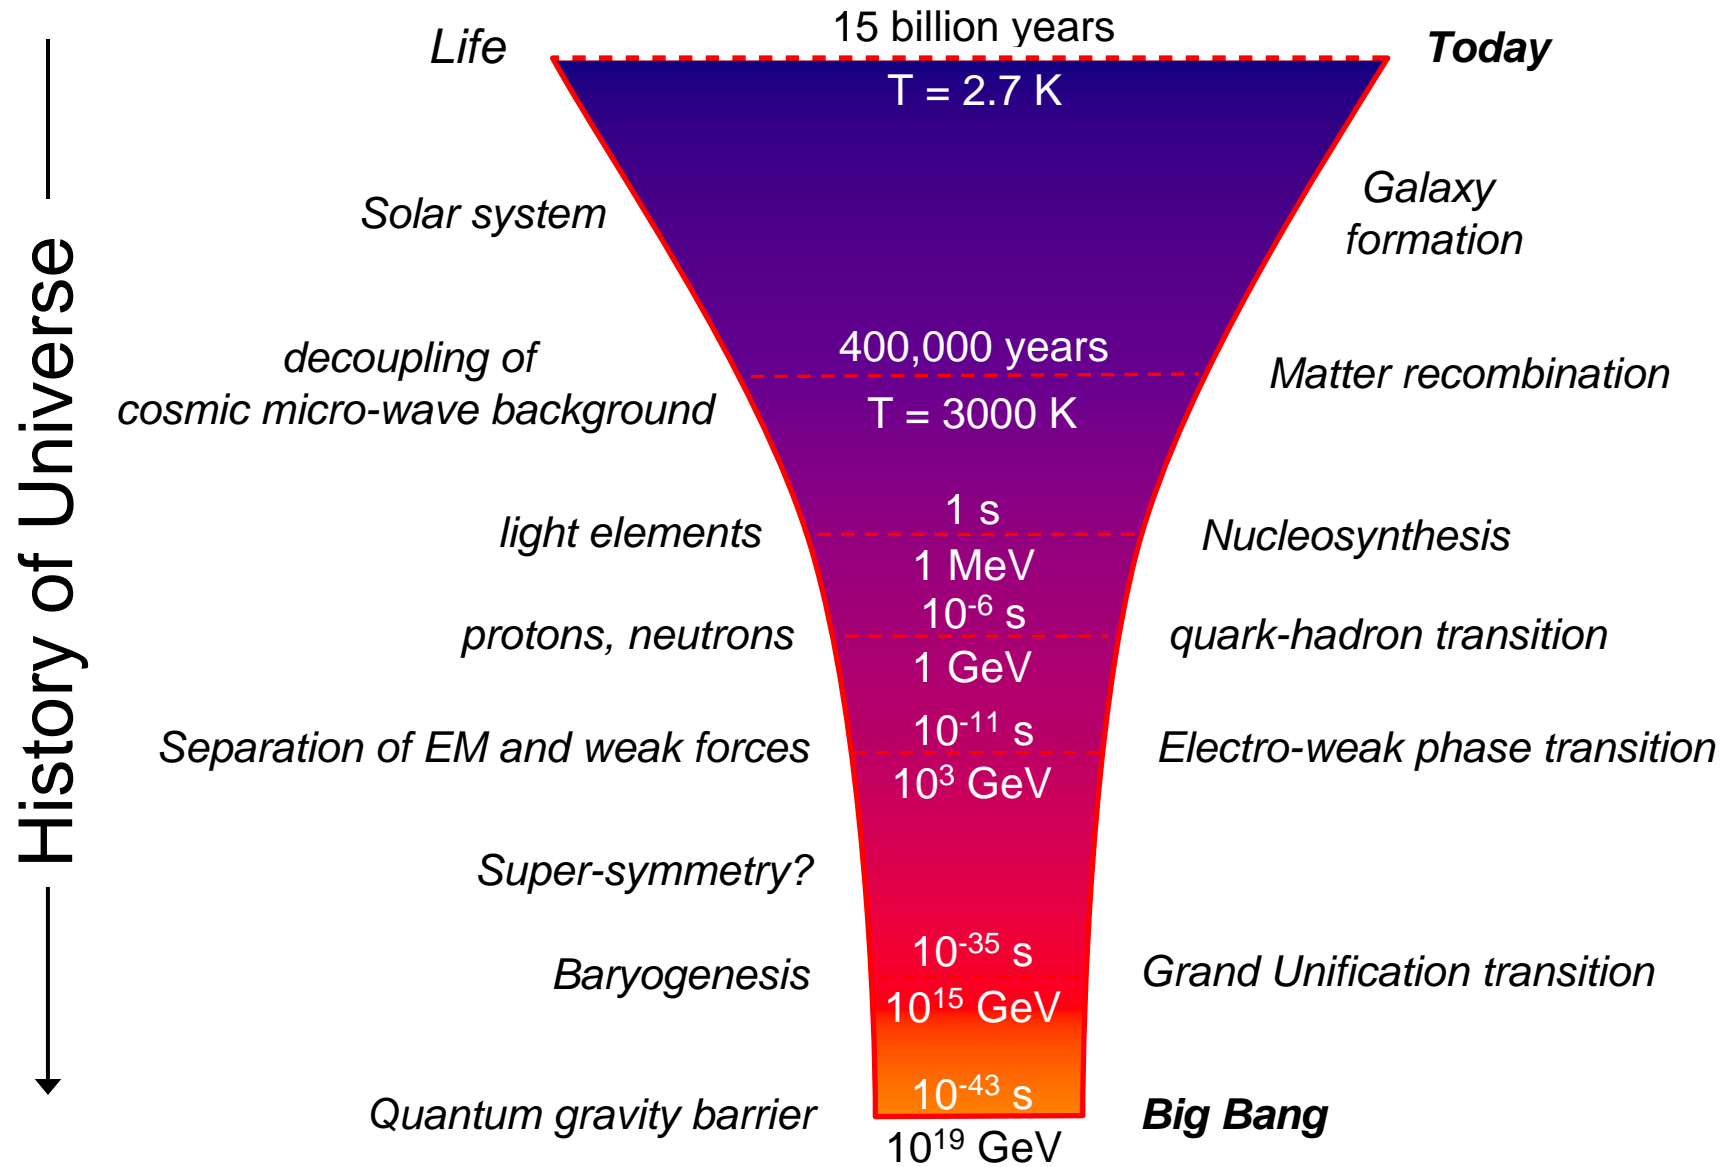 History of Universe
15 billion years
Life
Today
T = 2.7 K
Solar system
Galaxy
formation
decoupling of
cosmic micro-wave background
400,000 years
T = 3000 K
Matter recombination
light elements
1 s
1 MeV
Nucleosynthesis
protons, neutrons
10⁻⁶ s
1 GeV
quark-hadron transition
Separation of EM and weak forces
10⁻¹¹ s
10³ GeV
Electro-weak phase transition
Super-symmetry?
Baryogenesis
10⁻³⁵ s
10¹⁵ GeV
Grand Unification transition
Quantum gravity barrier
10⁻⁴³ s
10¹⁹ GeV
Big Bang